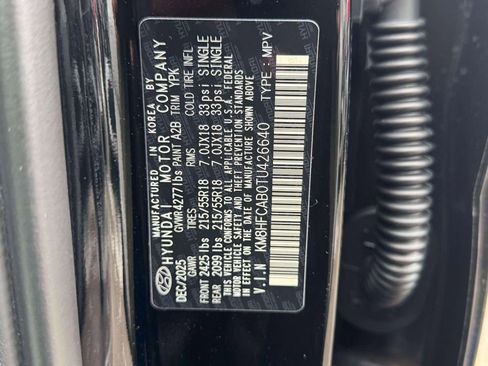 MANUFACTURED IN KOREA BY
HYUNDAI MOTOR COMPANY
DEC/2025 GVWR4277lbs PAINT A2B TRIM YPK
GAWR TIRES RIMS COLD TIRE INFL
FRONT 2425 lbs 215/55R18 7.0JX18 33psi SINGLE
REAR 2099 lbs 215/55R18 7.0JX18 33psi SINGLE
THIS VEHICLE CONFORMS TO ALL APPLICABLE U.S.A. FEDERAL
MOTOR VEHICLE SAFETY, BUMPER, AND THEFT PREVENTION STANDARDS
IN EFFECT ON THE DATE OF MANUFACTURE SHOWN ABOVE.
V.I.N. KM8HFCAB0TU426640 TYPE: MPV